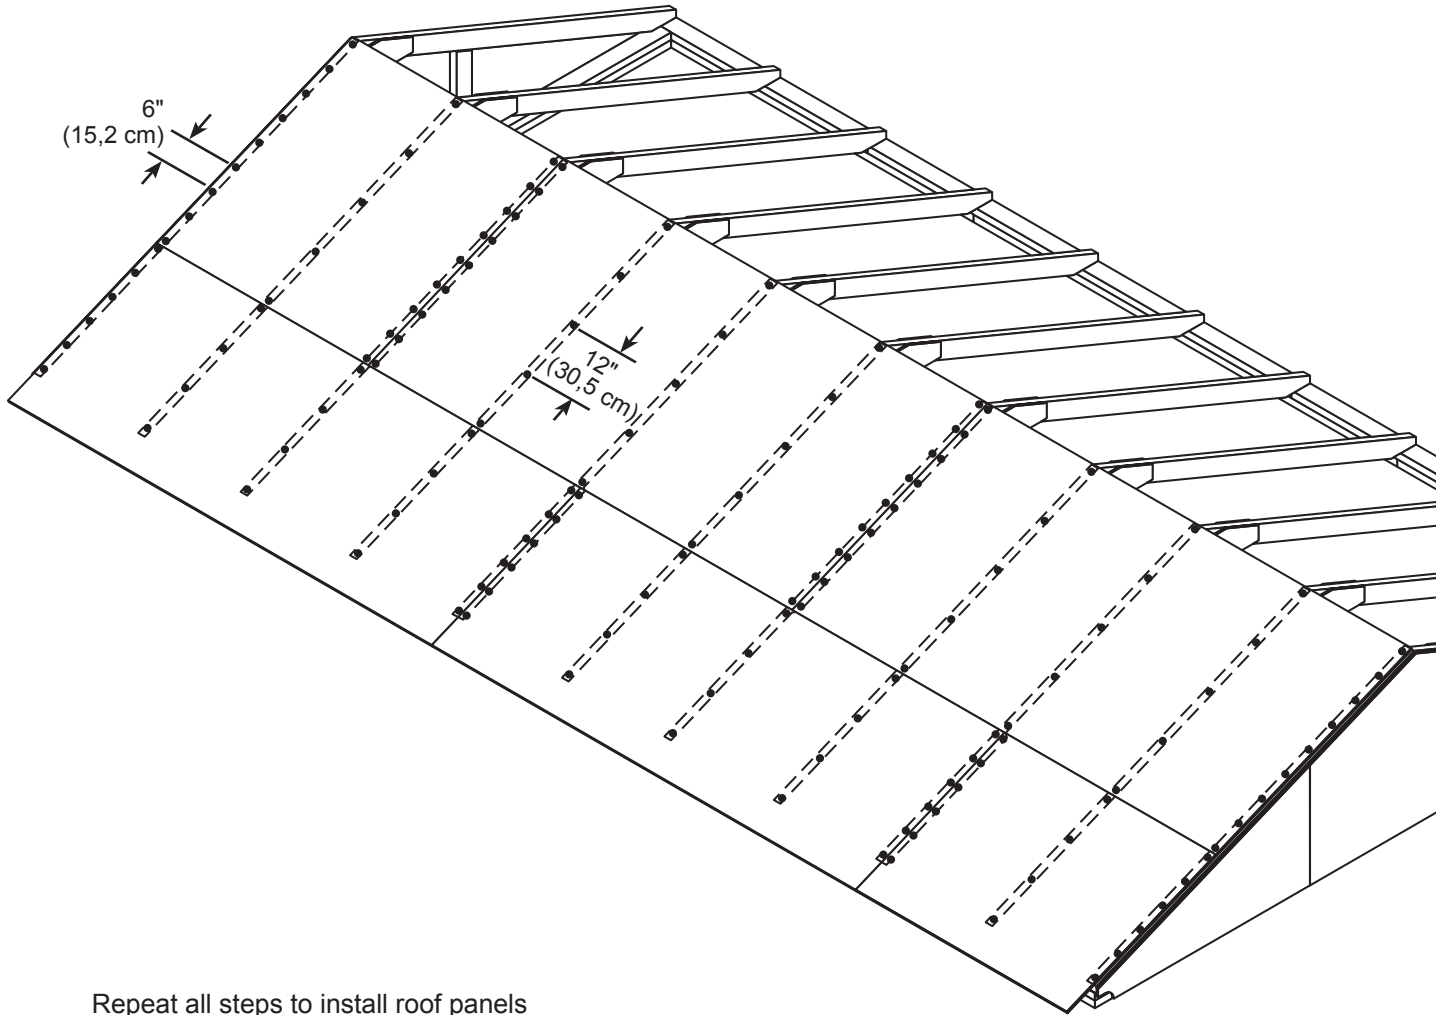 6"
(15,2 cm)
12"
(30,5 cm)
Repeat all steps to install roof panels